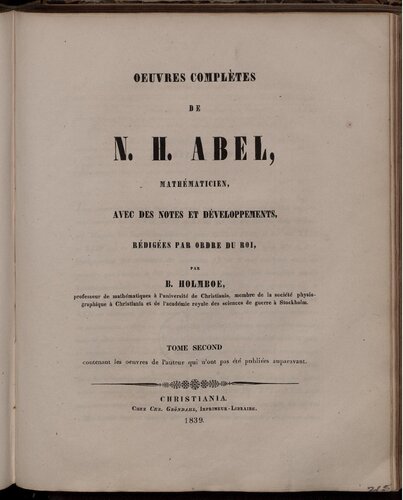 OEUVRES COMPLÈTES
DE
N. H. ABEL,
MATHÉMATICIEN,
AVEC DES NOTES ET DÉVELOPPEMENTS,
RÉDIGÉES PAR ORDRE DU ROI,
PAR
B. HOLMBOE,
professeur de mathématiques à l'université de Christiania, membre de la société physio-
graphique à Christiania et de l'académie royale des sciences de guerre à Stockholm.
TOME SECOND
contenant les oeuvres de l'auteur qui n'ont pas été publiées auparavant.
CHRISTIANIA.
CHEZ CHR. GRÖNDAHL, IMPRIMEUR-LIBRAIRE.
1839.